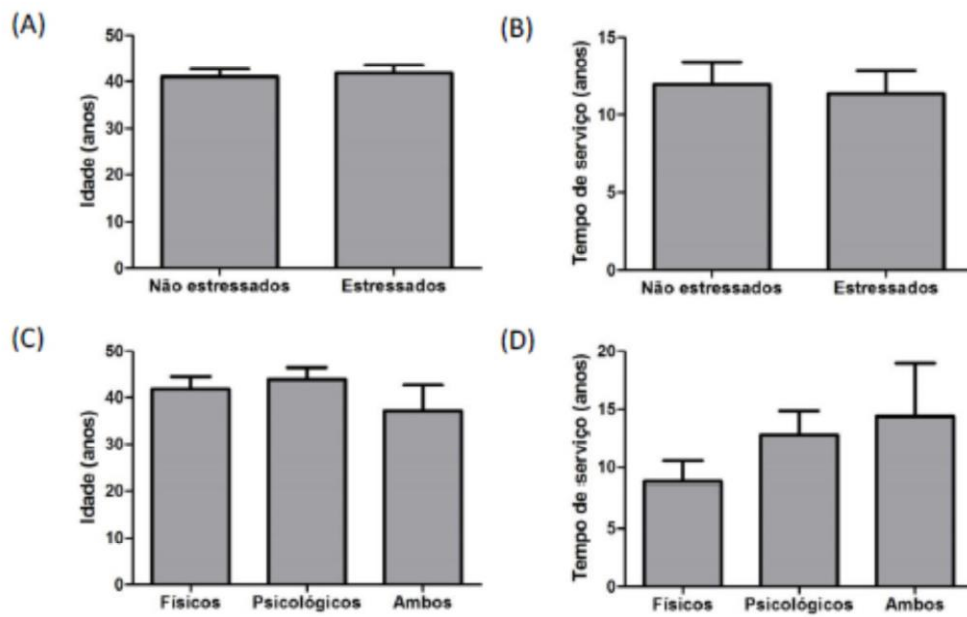 (A)
50
40
30
20
10
0
Idade (anos)
Não estressados
Estressados
(B)
15
10
5
0
Tempo de serviço (anos)
Não estressados
Estressados
(C)
50
40
30
20
10
0
Idade (anos)
Físicos
Psicológicos
Ambos
(D)
20
15
10
5
0
Tempo de serviço (anos)
Físicos
Psicológicos
Ambos